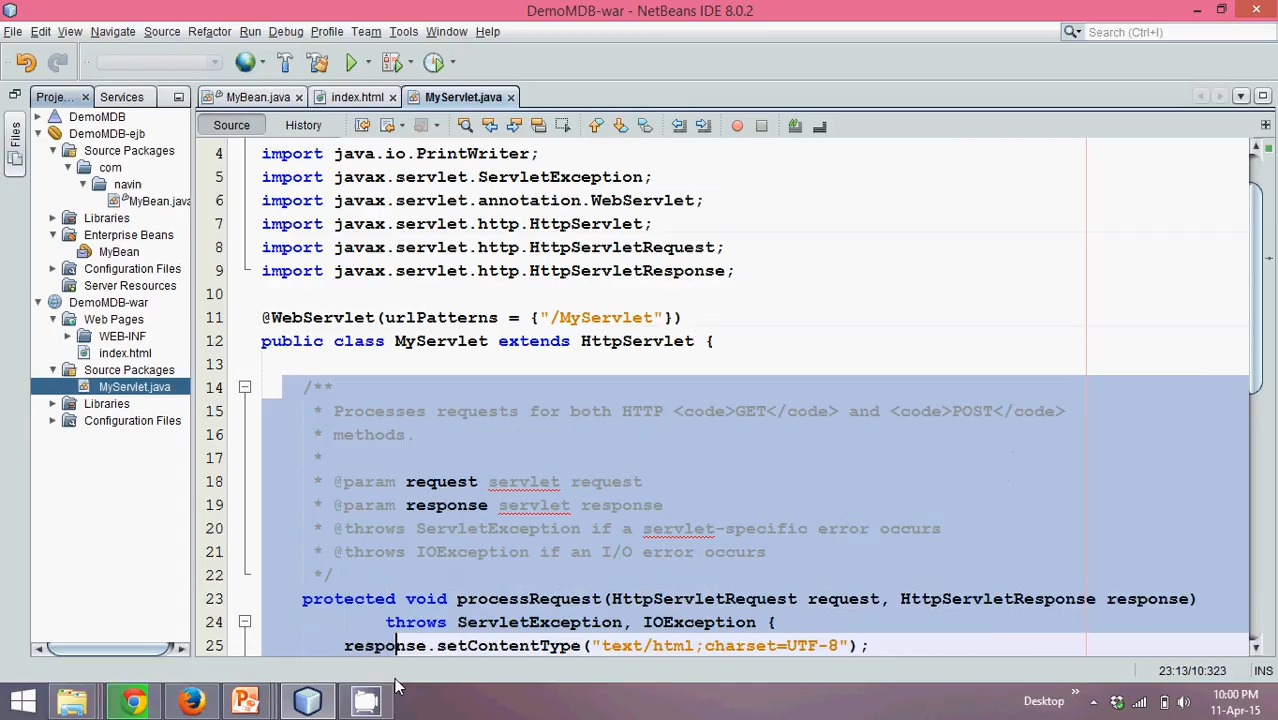 DemoMDB-war - NetBeans IDE 8.0.2
File Edit View Navigate Source Refactor Run Debug Profile Team Tools Window Help
Search (Ctrl+I)
Proje... Services
MyBean.java index.html MyServlet.java
Files
Source History
DemoMDB
DemoMDB-ejb
Source Packages
com
navin
MyBean.java
Libraries
Enterprise Beans
MyBean
Configuration Files
Server Resources
DemoMDB-war
Web Pages
WEB-INF
index.html
Source Packages
MyServlet.java
Libraries
Configuration Files
4 import java.io.PrintWriter;
5 import javax.servlet.ServletException;
6 import javax.servlet.annotation.WebServlet;
7 import javax.servlet.http.HttpServlet;
8 import javax.servlet.http.HttpServletRequest;
9 import javax.servlet.http.HttpServletResponse;
10
11 @WebServlet(urlPatterns = {"/MyServlet"})
12 public class MyServlet extends HttpServlet {
13
14 /**
15 * Processes requests for both HTTP <code>GET</code> and <code>POST</code>
16 * methods.
17 *
18 * @param request servlet request
19 * @param response servlet response
20 * @throws ServletException if a servlet-specific error occurs
21 * @throws IOException if an I/O error occurs
22 */
23 protected void processRequest(HttpServletRequest request, HttpServletResponse response)
24 throws ServletException, IOException {
25 response.setContentType("text/html;charset=UTF-8");
23:13/10:323 INS
Desktop
10:00 PM
11-Apr-15